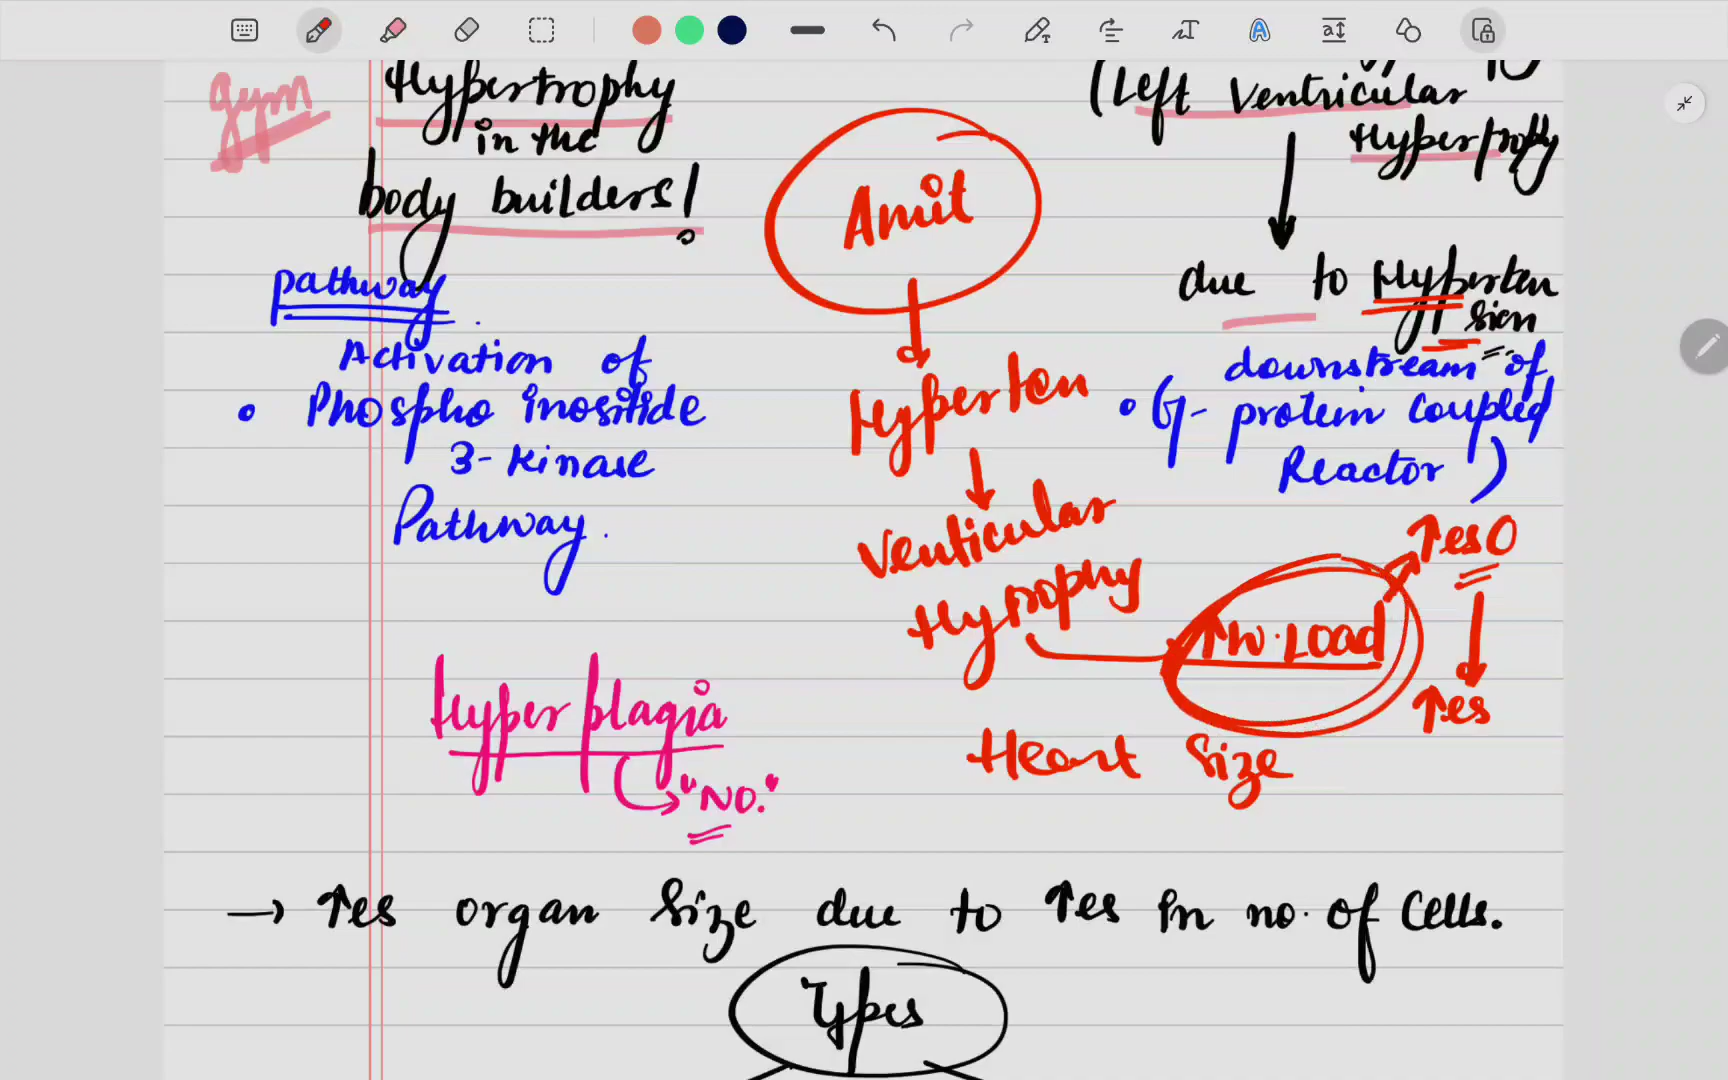 gym
Hypertrophy
in the
body builders!
pathway
Activation of
• Phospho inositide
3-kinase
Pathway.
Amit
Hyperten
Venticular
Hytrophy
↑ W.LOAD
↑es O
↑es
Heart Size
(Left Ventricular
Hypertrophy
due to Hyperten
sion
downstream of
• G-protein coupled
Reactor)
Hyperplagia
"NO."
→ ↑es organ Size due to ↑es in no. of Cells.
Types